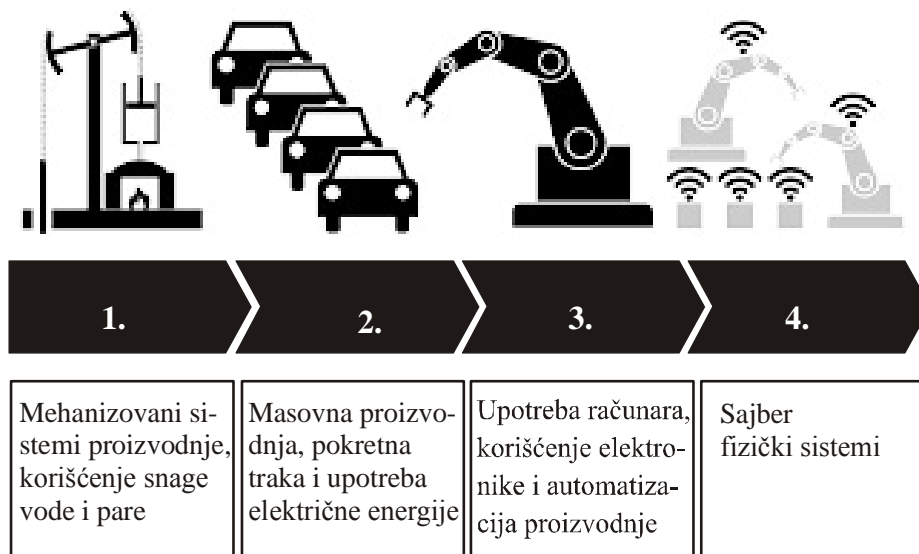 1.
2.
3.
4.
Mehanizovani si-
stemi proizvodnje,
korišćenje snage
vode i pare
Masovna proizvo-
dnja, pokretna
traka i upotreba
električne energije
Upotreba računara,
korišćenje elektro-
nike i automatiza-
cija proizvodnje
Sajber
fizički sistemi